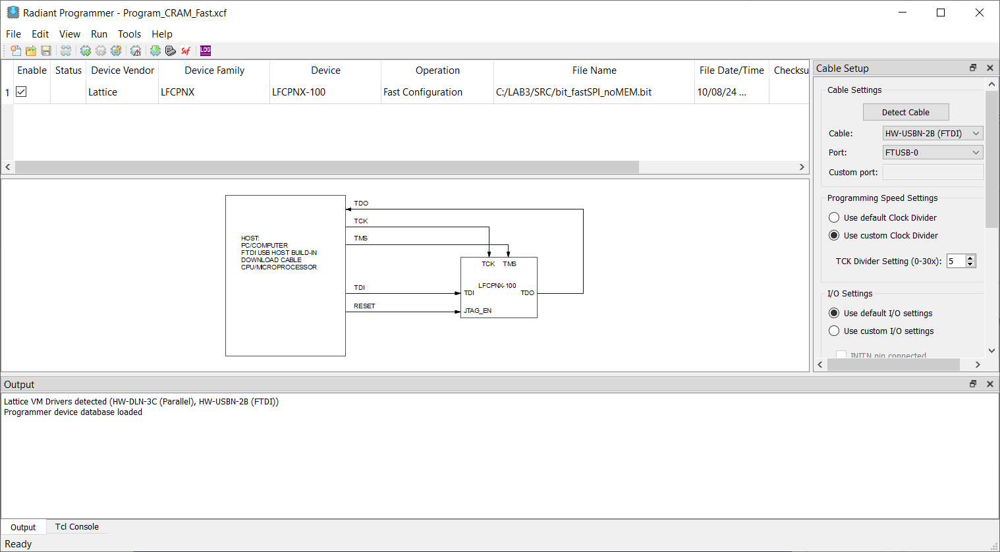 Radiant Programmer - Program_CRAM_Fast.xcf
File Edit View Run Tools Help
Svf LOG
Enable Status Device Vendor Device Family Device Operation File Name File Date/Time Checksu
1 Lattice LFCPNX LFCPNX-100 Fast Configuration C:/LAB3/SRC/bit_fastSPI_noMEM.bit 10/08/24 ...
Cable Setup
Cable Settings
Detect Cable
Cable: HW-USBN-2B (FTDI)
Port: FTUSB-0
Custom port:
Programming Speed Settings
Use default Clock Divider
Use custom Clock Divider
TCK Divider Setting (0-30x): 5
I/O Settings
Use default I/O settings
Use custom I/O settings
INITN pin connected
TDO
TCK
TMS
HOST:
PC/COMPUTER
FTDI USB HOST BUILD-IN
DOWNLOAD CABLE
CPU/MICROPROCESSOR
TCK TMS
LFCPNX-100
TDI
TDI TDO
RESET
JTAG_EN
Output
Lattice VM Drivers detected (HW-DLN-3C (Parallel), HW-USBN-2B (FTDI))
Programmer device database loaded
Output Tcl Console
Ready